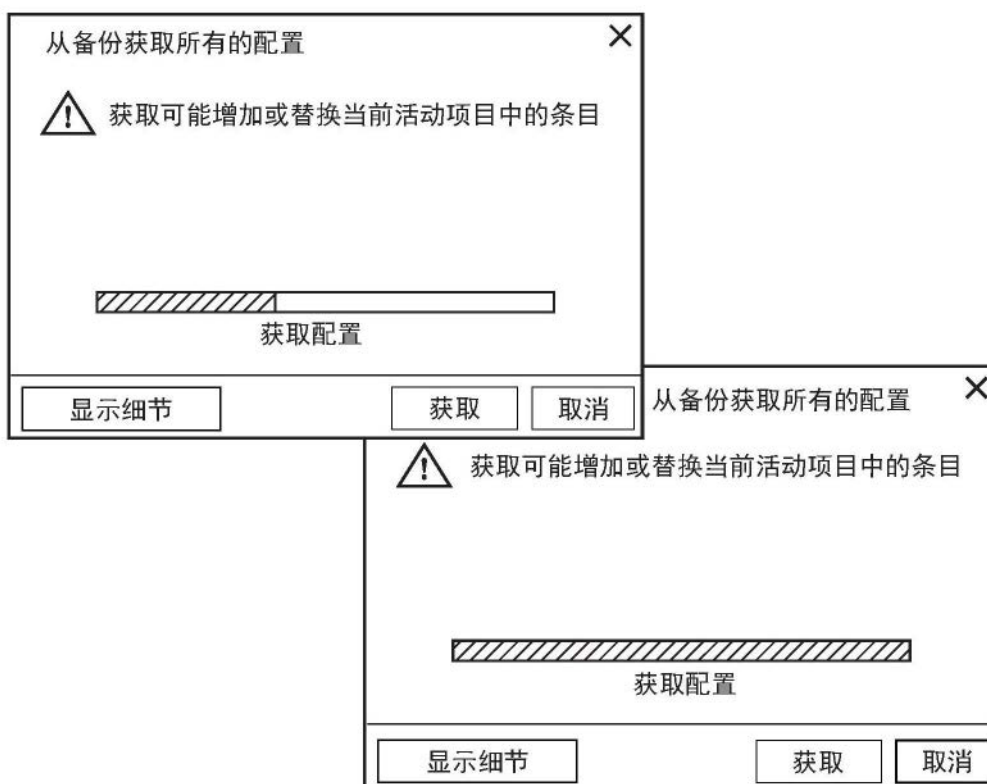 从备份获取所有的配置
获取可能增加或替换当前活动项目中的条目
获取配置
显示细节 获取 取消
从备份获取所有的配置
获取可能增加或替换当前活动项目中的条目
获取配置
显示细节 获取 取消